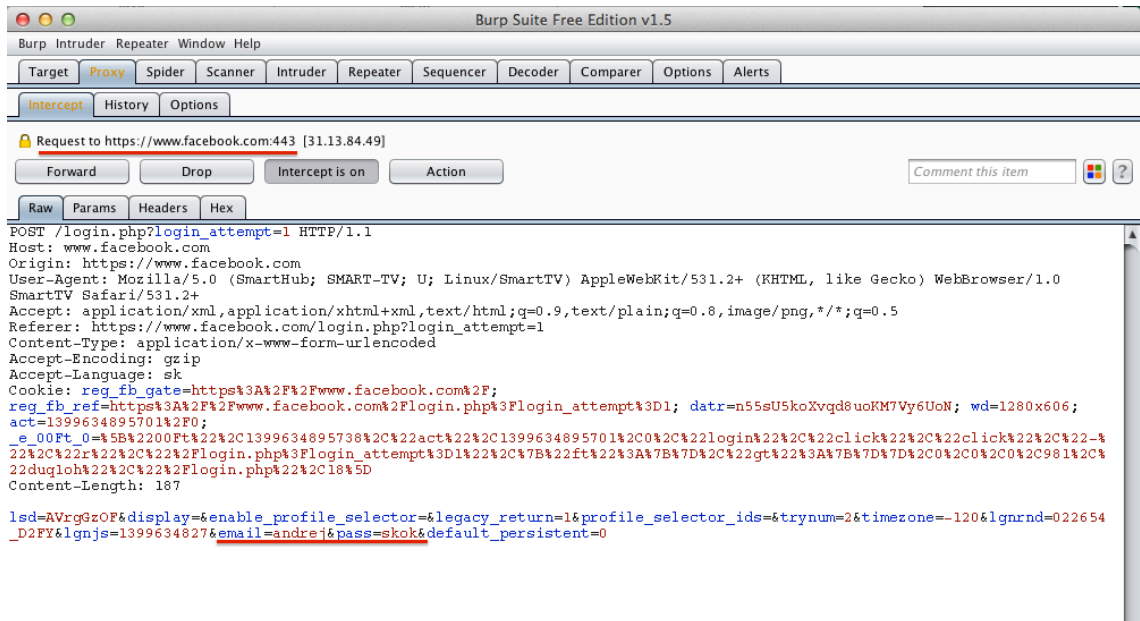 Burp Suite Free Edition v1.5
Burp Intruder Repeater Window Help
Target Proxy Spider Scanner Intruder Repeater Sequencer Decoder Comparer Options Alerts
Intercept History Options
Request to https://www.facebook.com:443 [31.13.84.49]
Forward Drop Intercept is on Action Comment this item ?
Raw Params Headers Hex
POST /login.php?login_attempt=1 HTTP/1.1
Host: www.facebook.com
Origin: https://www.facebook.com
User-Agent: Mozilla/5.0 (SmartHub; SMART-TV; U; Linux/SmartTV) AppleWebKit/531.2+ (KHTML, like Gecko) WebBrowser/1.0
SmartTV Safari/531.2+
Accept: application/xml,application/xhtml+xml,text/html;q=0.9,text/plain;q=0.8,image/png,*/*;q=0.5
Referer: https://www.facebook.com/login.php?login_attempt=1
Content-Type: application/x-www-form-urlencoded
Accept-Encoding: gzip
Accept-Language: sk
Cookie: reg_fb_gate=https%3A%2F%2Fwww.facebook.com%2F;
reg_fb_ref=https%3A%2F%2Fwww.facebook.com%2Flogin.php%3Flogin_attempt%3D1; datr=n55sU5koXvqd8uoKM7Vy6UoN; wd=1280x606;
act=1399634895701%2F0;
_e_00Ft_0=%5B%2200Ft%22%2C1399634895738%2C%22act%22%2C1399634895701%2C0%2C%22login%22%2C%22click%22%2C%22click%22%2C%22-%
22%2C%22r%22%2C%22%2Flogin.php%3Flogin_attempt%3D1%22%2C%7B%22ft%22%3A%7B%7D%2C%22gt%22%3A%7B%7D%7D%2C0%2C0%2C0%2C981%2C%
22duq1oh%22%2C%22%2Flogin.php%22%2C18%5D
Content-Length: 187
lsd=AVrgGzOF&display=&enable_profile_selector=&legacy_return=1&profile_selector_ids=&trynum=2&timezone=-120&lgnrnd=022654
_D2FY&lgnjs=1399634827&email=andrej&pass=skok&default_persistent=0